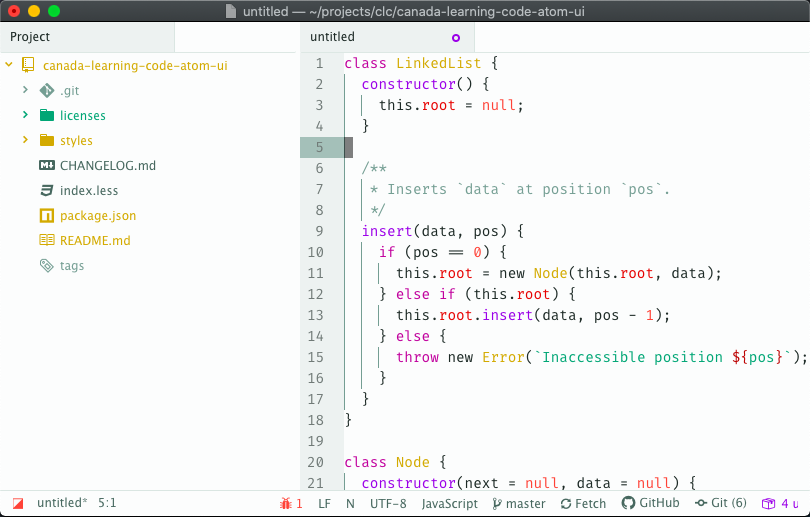 untitled — ~/projects/clc/canada-learning-code-atom-ui
Project
canada-learning-code-atom-ui
.git
licenses
styles
CHANGELOG.md
index.less
package.json
README.md
tags
untitled
1 class LinkedList {
2 constructor() {
3 this.root = null;
4 }
5
6 /**
7 * Inserts `data` at position `pos`.
8 */
9 insert(data, pos) {
10 if (pos == 0) {
11 this.root = new Node(this.root, data);
12 } else if (this.root) {
13 this.root.insert(data, pos - 1);
14 } else {
15 throw new Error(`Inaccessible position ${pos}`);
16 }
17 }
18 }
19
20 class Node {
21 constructor(next = null, data = null) {
untitled* 5:1 1 LF N UTF-8 JavaScript master Fetch GitHub Git (6) 4 u